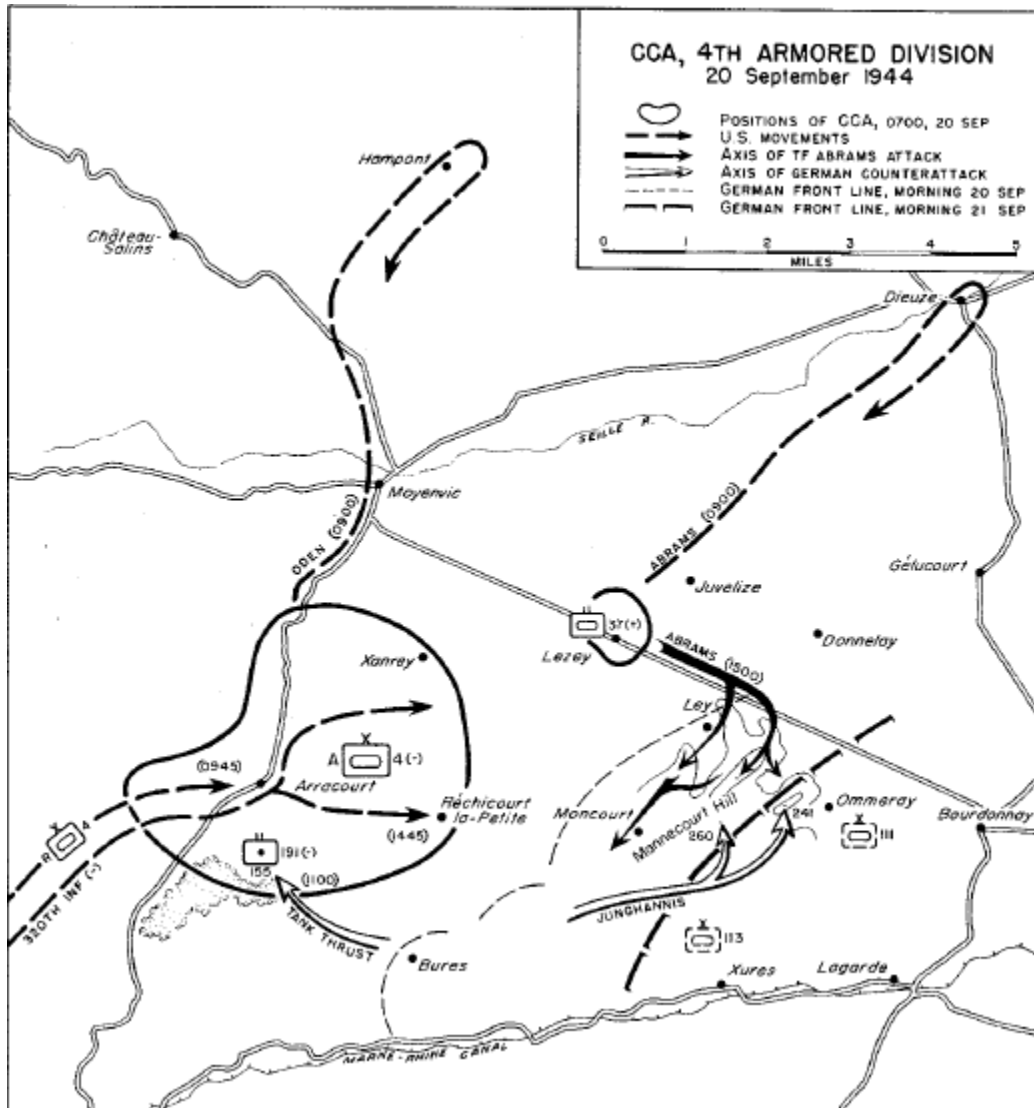 CCA, 4TH ARMORED DIVISION
20 September 1944
POSITIONS OF CCA, 0700, 20 SEP
U.S. MOVEMENTS
AXIS OF TF ABRAMS ATTACK
AXIS OF GERMAN COUNTERATTACK
GERMAN FRONT LINE, MORNING 20 SEP
GERMAN FRONT LINE, MORNING 21 SEP
0 1 2 3 4 5
MILES
Hampont
Château-
Salins
Dieuze
SEILLE R.
Moyenvic
ODEN (0900)
ABRAMS (0900)
Juvelize
Gélucourt
37(+)
Lezey
Donnelay
ABRAMS (1500)
Xanrey
Ley
X
A 4(-)
(0945)
Arracourt
Réchicourt
la-Petite
(1445)
Moncourt
Mannecourt Hill
260
241
Ommeray
X
111
Bourdonnay
X
R 4
320TH INF (-)
191(-)
155
(1100)
TANK THRUST
JUNGHANNIS
X
113
Bures
Xures
Lagarde
MARNE-RHINE CANAL